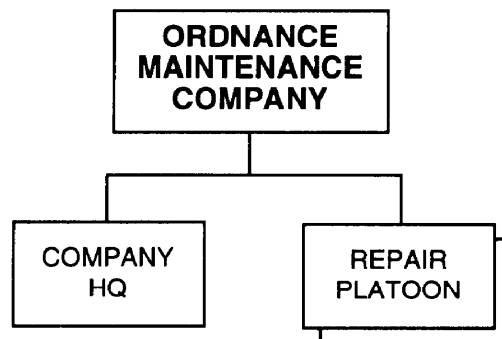 ORDNANCE
MAINTENANCE
COMPANY
COMPANY
HQ
REPAIR
PLATOON